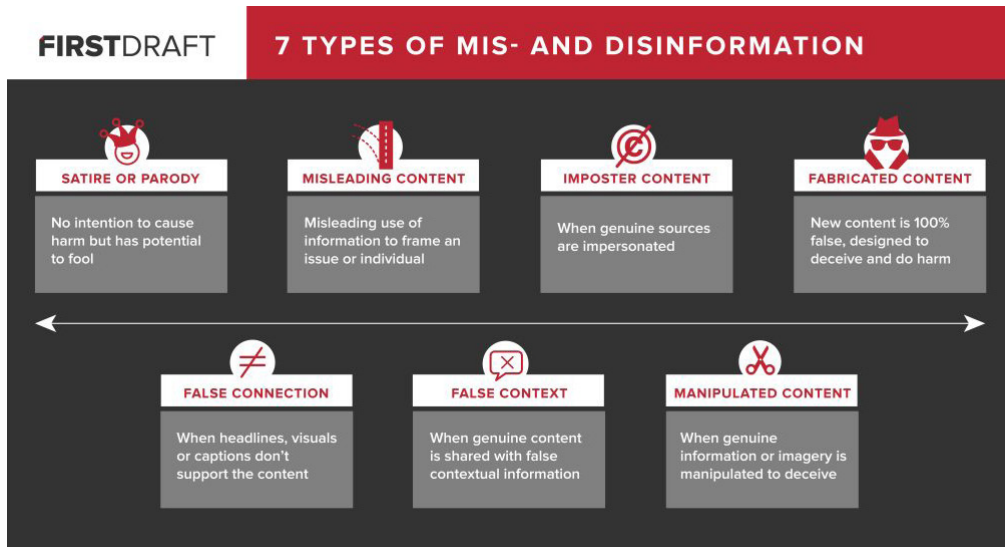 FIRSTDRAFT
7 TYPES OF MIS- AND DISINFORMATION
SATIRE OR PARODY
No intention to cause
harm but has potential
to fool
MISLEADING CONTENT
Misleading use of
information to frame an
issue or individual
IMPOSTER CONTENT
When genuine sources
are impersonated
FABRICATED CONTENT
New content is 100%
false, designed to
deceive and do harm
FALSE CONNECTION
When headlines, visuals
or captions don't
support the content
FALSE CONTEXT
When genuine content
is shared with false
contextual information
MANIPULATED CONTENT
When genuine
information or imagery is
manipulated to deceive